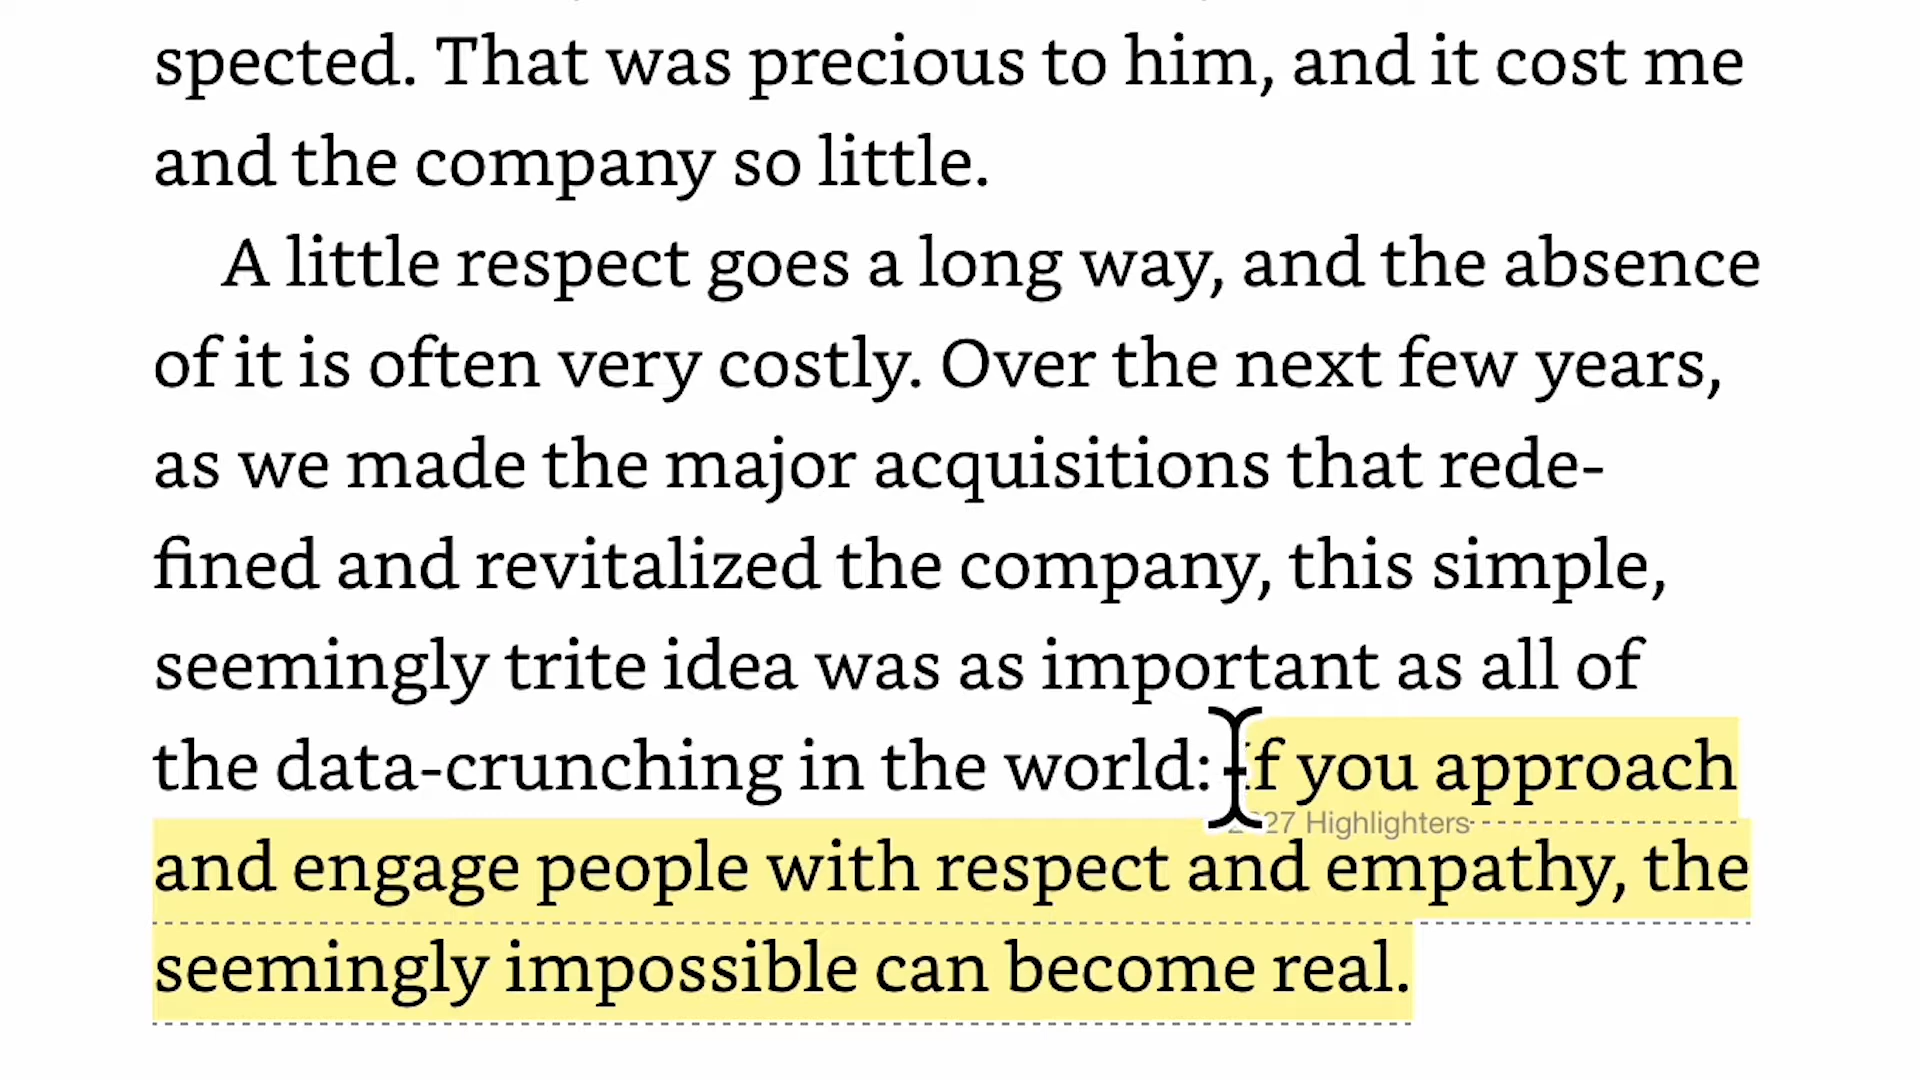 spected. That was precious to him, and it cost me
and the company so little.
A little respect goes a long way, and the absence
of it is often very costly. Over the next few years,
as we made the major acquisitions that rede-
fined and revitalized the company, this simple,
seemingly trite idea was as important as all of
the data-crunching in the world: If you approach
27 Highlighters
and engage people with respect and empathy, the
seemingly impossible can become real.